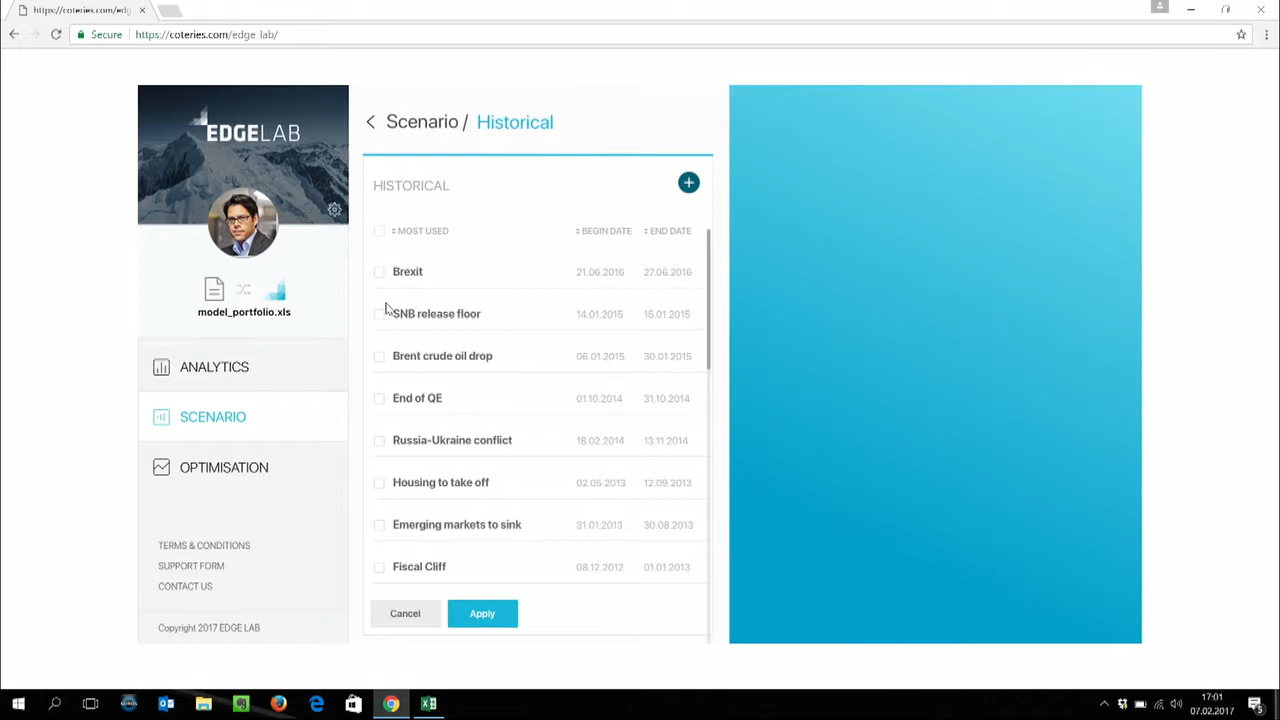 https://coteries.com/edg
Secure
https://coteries.com/edge_lab/
EDGELAB
model_portfolio.xls
ANALYTICS
SCENARIO
OPTIMISATION
TERMS & CONDITIONS
SUPPORT FORM
CONTACT US
Copyright 2017 EDGE LAB
Scenario / Historical
HISTORICAL
MOST USED BEGIN DATE END DATE
Brexit 21.06.2016 27.06.2016
SNB release floor 14.01.2015 15.01.2015
Brent crude oil drop 06.01.2015 30.01.2015
End of QE 01.10.2014 31.10.2014
Russia-Ukraine conflict 18.02.2014 13.11.2014
Housing to take off 02.05.2013 12.09.2013
Emerging markets to sink 31.01.2013 30.08.2013
Fiscal Cliff 08.12.2012 01.01.2013
Cancel Apply
17:01
07.02.2017